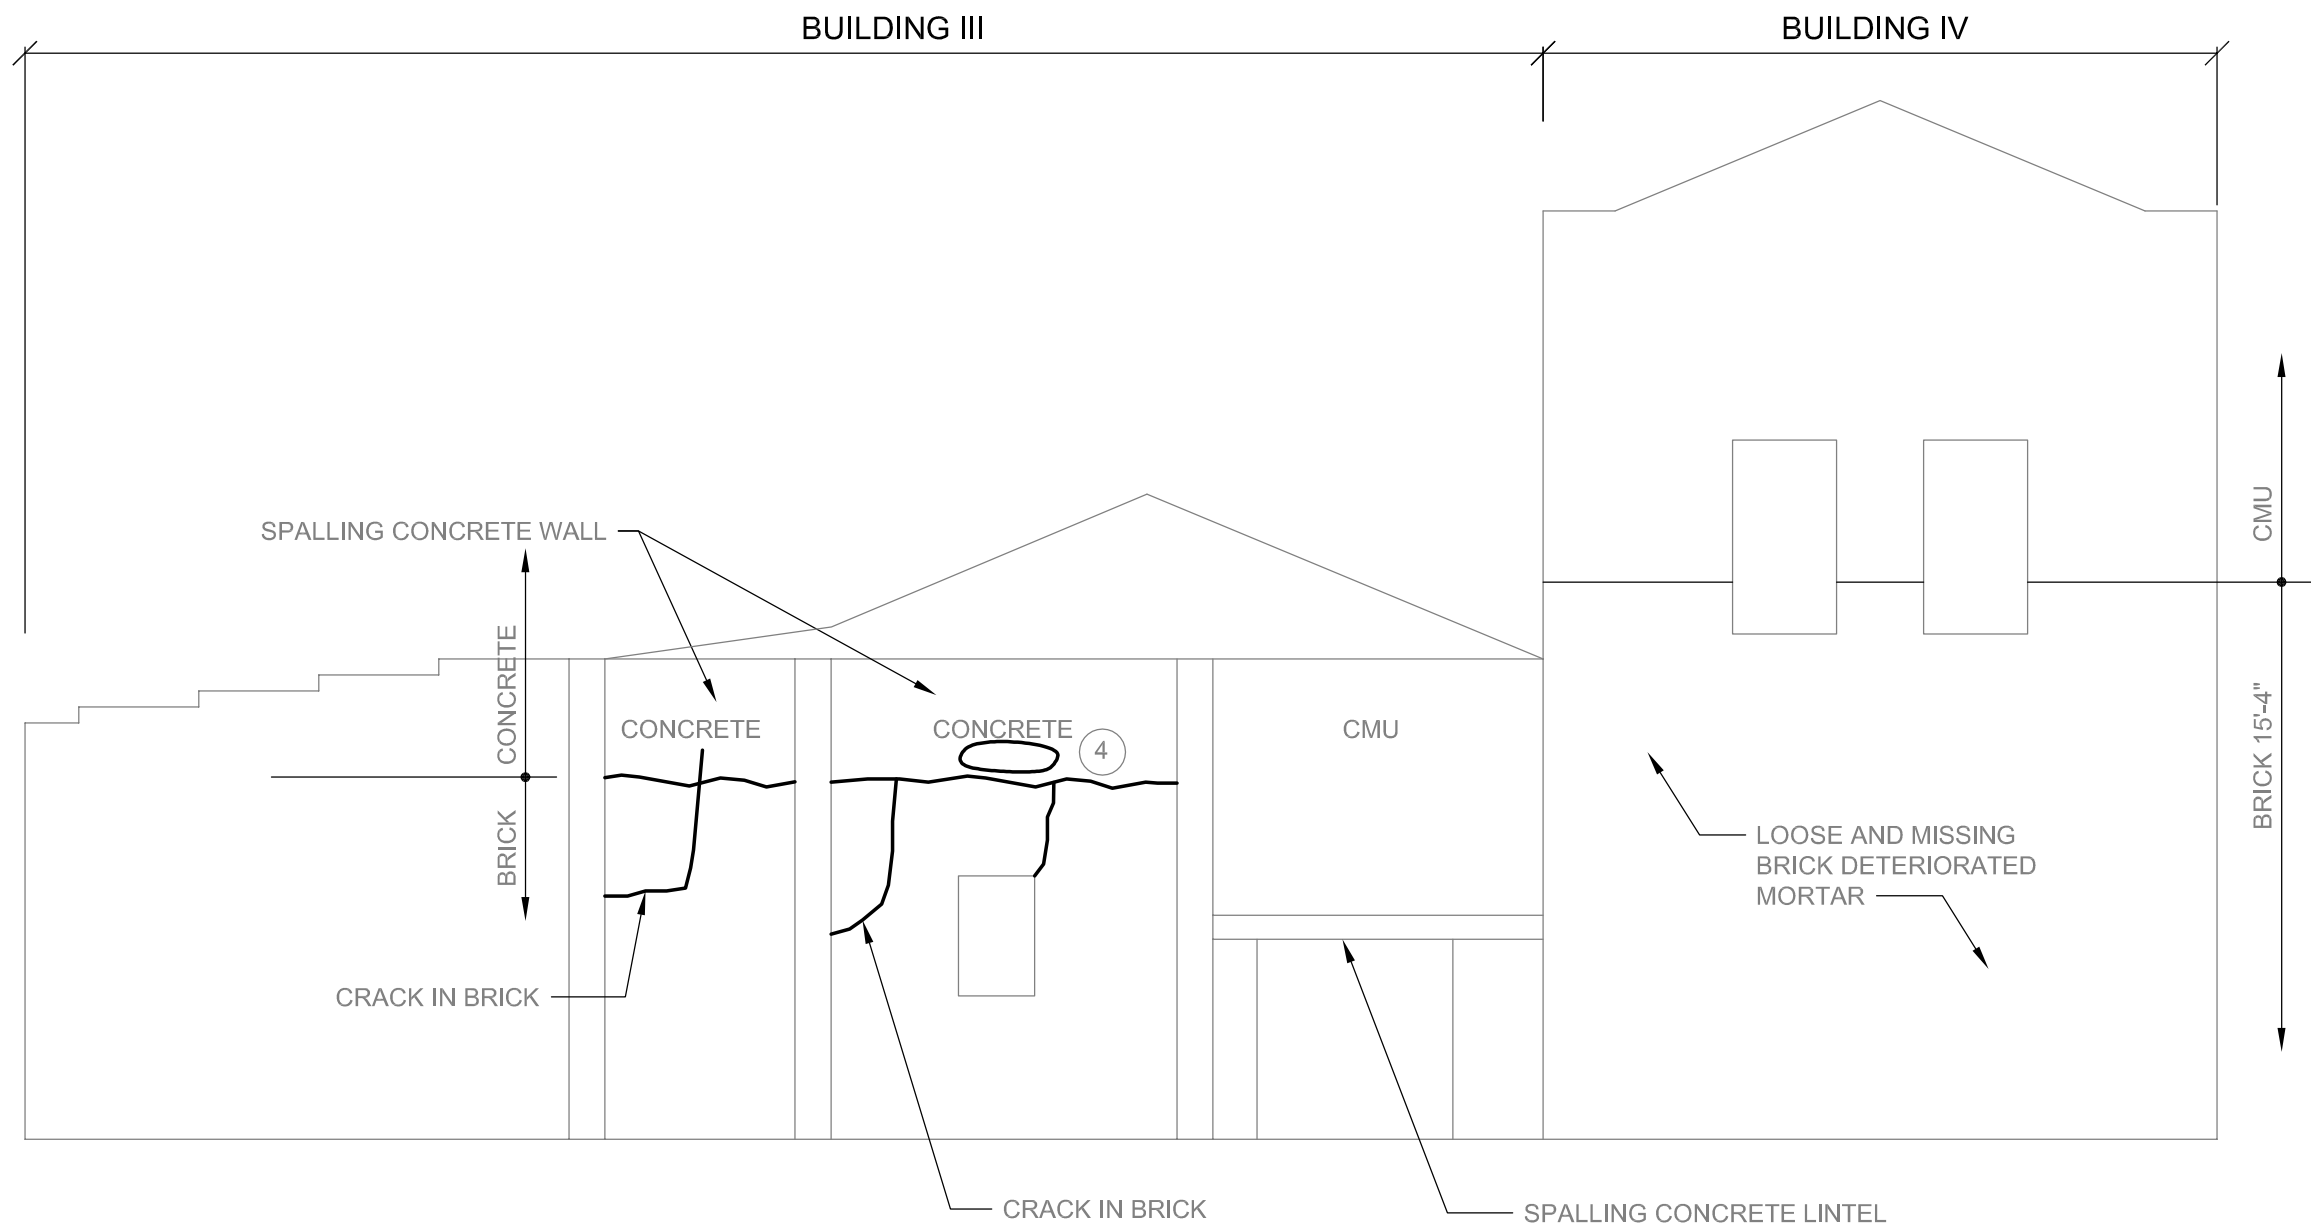 BUILDING III
BUILDING IV
SPALLING CONCRETE WALL
CMU
CONCRETE
CONCRETE
CONCRETE
CMU
4
BRICK 15'-4"
BRICK
LOOSE AND MISSING
BRICK DETERIORATED
MORTAR
CRACK IN BRICK
CRACK IN BRICK
SPALLING CONCRETE LINTEL